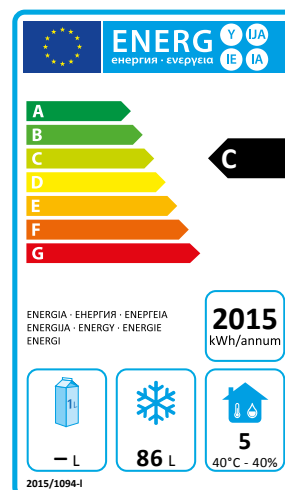 ENERG Y IJA
енергия · ενεργεια IE IA
A
B
C
C
D
E
F
G
ENERGIA · ЕНЕРГИЯ · ΕΝΕΡΓΕΙΑ
ENERGIJA · ENERGY · ENERGIE
ENERGI
2015
kWh/annum
1L
– L
86 L
5
40°C - 40%
2015/1094-I